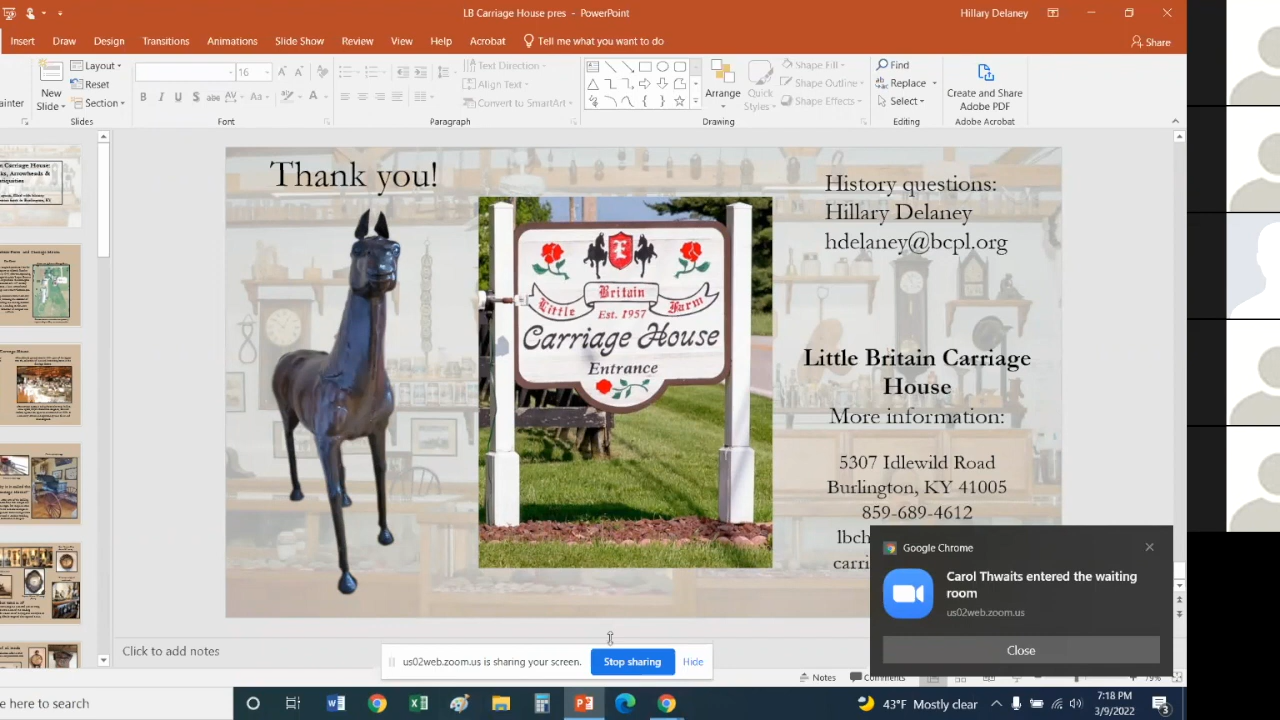 LB Carriage House pres - PowerPoint
Hillary Delaney
Insert Draw Design Transitions Animations Slide Show Review View Help Acrobat Tell me what you want to do
Share
New Slide
Layout
Reset
Section
Slides
16
Font
Text Direction
Align Text
Convert to SmartArt
Paragraph
Arrange
Quick Styles
Shape Fill
Shape Outline
Shape Effects
Drawing
Find
Replace
Select
Editing
Create and Share
Adobe PDF
Adobe Acrobat
Thank you!
Little Britain Farm
Est. 1957
Carriage House
Entrance
History questions:
Hillary Delaney
hdelaney@bcpl.org
Little Britain Carriage
House
More information:
5307 Idlewild Road
Burlington, KY 41005
859-689-4612
Google Chrome
Carol Thwaits entered the waiting
room
us02web.zoom.us
Close
Click to add notes
us02web.zoom.us is sharing your screen.
Stop sharing
Hide
Notes
Comments
79%
e here to search
43°F Mostly clear
7:18 PM
3/9/2022
3